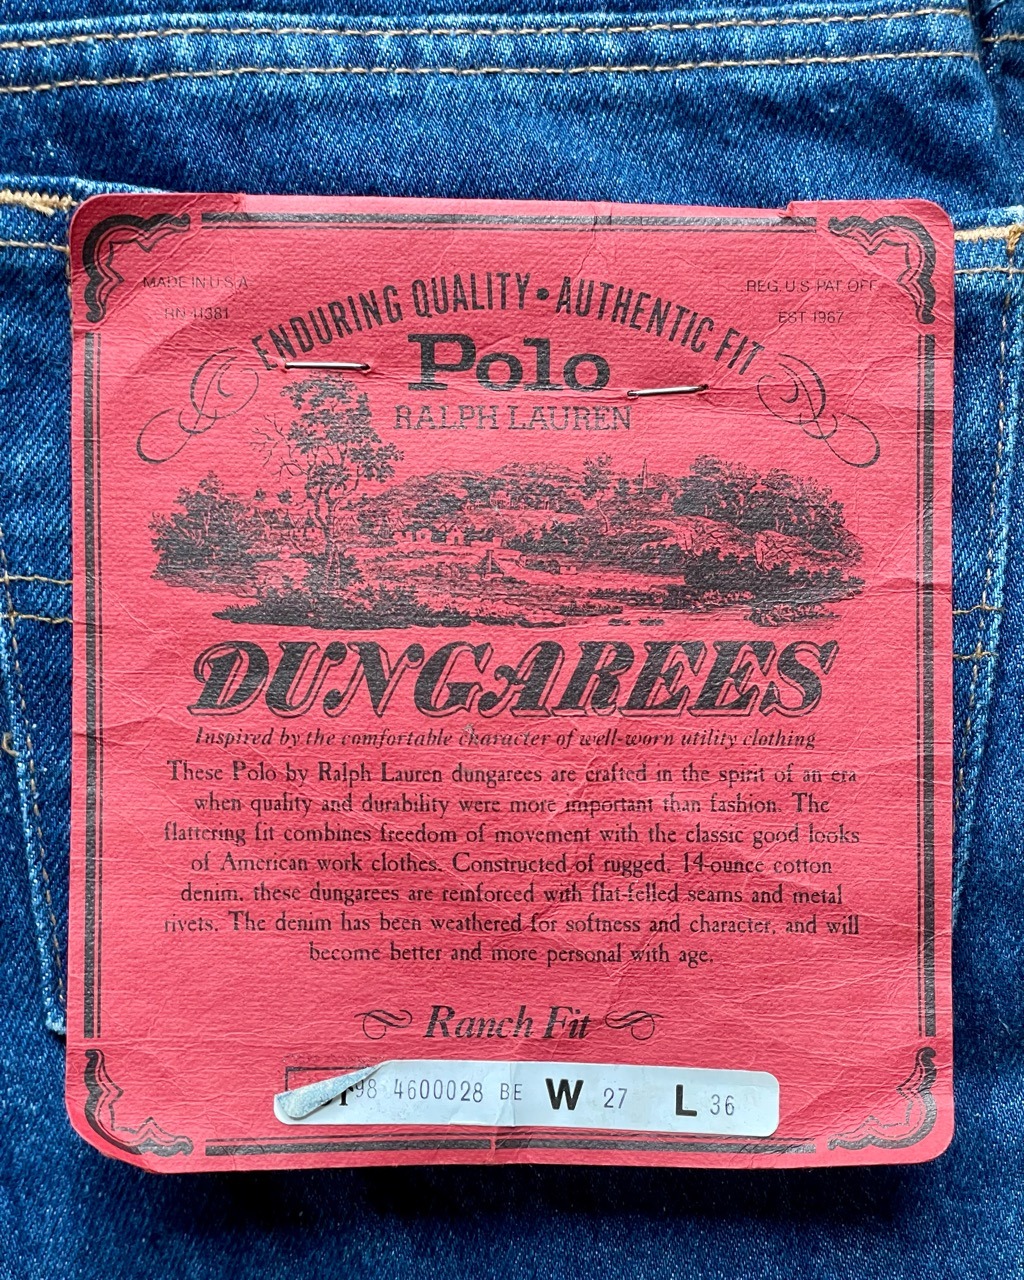 MADE IN U S A
RN 41381
REG. U.S PAT. OFF
EST 1967
ENDURING QUALITY • AUTHENTIC FIT
Polo
RALPH LAUREN
DUNGAREES
Inspired by the comfortable character of well-worn utility clothing
These Polo by Ralph Lauren dungarees are crafted in the spirit of an era
when quality and durability were more important than fashion. The
flattering fit combines freedom of movement with the classic good looks
of American work clothes. Constructed of rugged, 14-ounce cotton
denim, these dungarees are reinforced with flat-felled seams and metal
rivets. The denim has been weathered for softness and character, and will
become better and more personal with age.
Ranch Fit
98 4600028 BE W 27 L 36